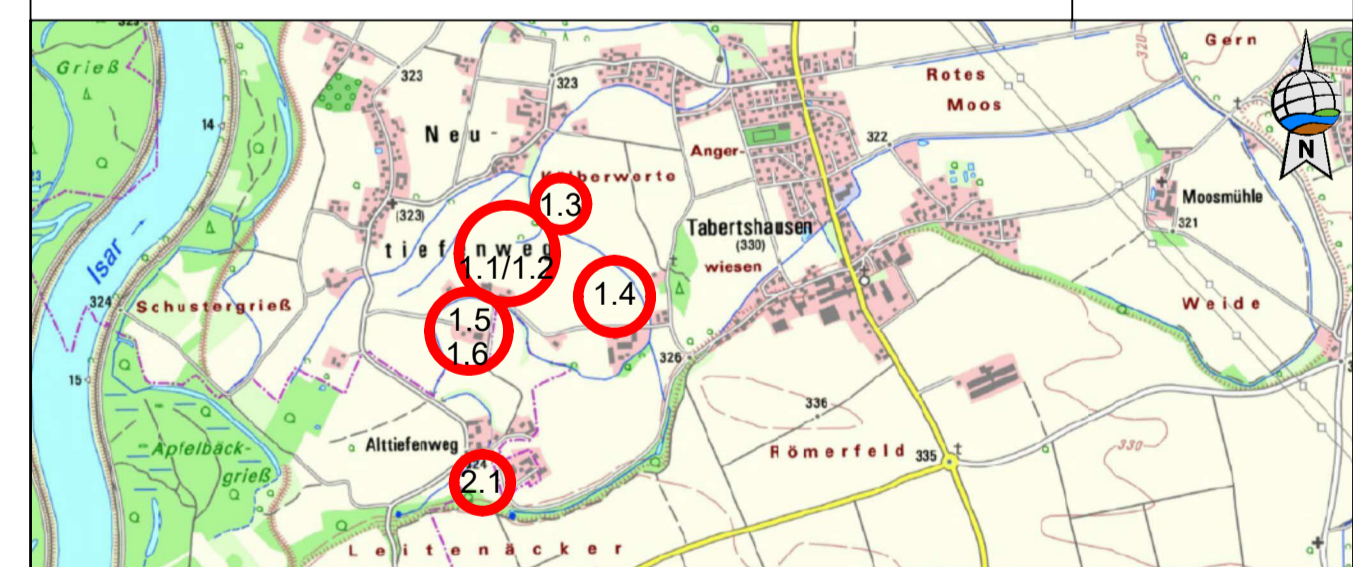 Grieß
323
323
Neu-
14
Rotes
Moos
Gern
320
322
N
Anger-
Kälberwerte
1.3
(323)
Moosmühle
321
Isar →
tiefenweg
1.1/1.2
Tabertshausen
(330)
wiesen
324
Schustergrieß
1.4
1.5
1.6
Weide
326
15
336
Apfelbäck-
grieß
Alttiefenweg
324
2.1
Römerfeld
335
330
Leitenäcker